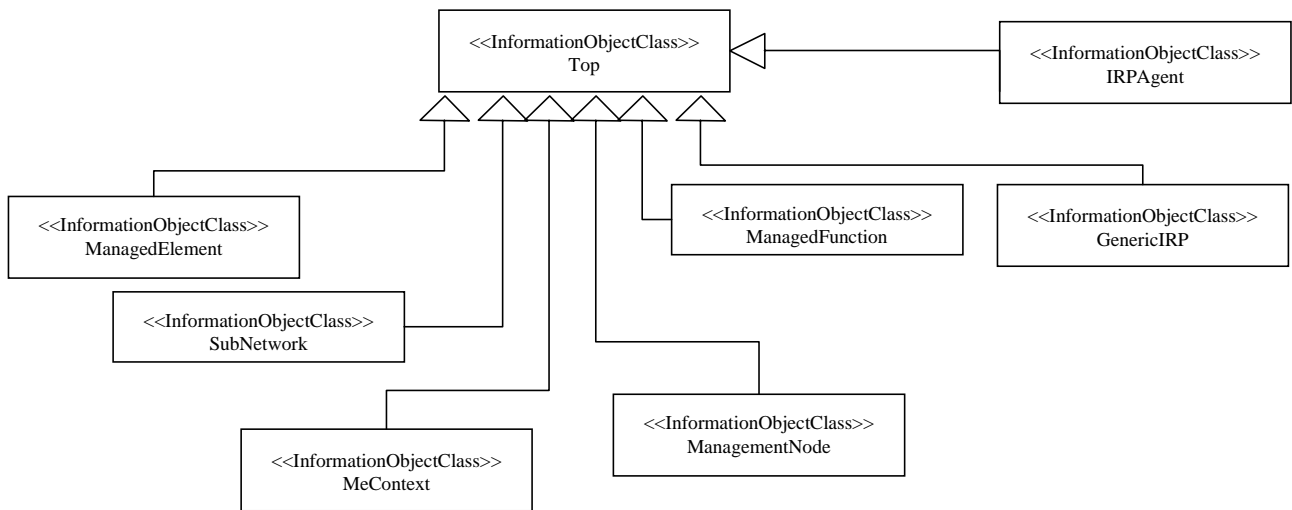 <<InformationObjectClass>>
Top
<<InformationObjectClass>>
IRPAgent
<<InformationObjectClass>>
ManagedElement
<<InformationObjectClass>>
ManagedFunction
<<InformationObjectClass>>
GenericIRP
<<InformationObjectClass>>
SubNetwork
<<InformationObjectClass>>
ManagementNode
<<InformationObjectClass>>
MeContext